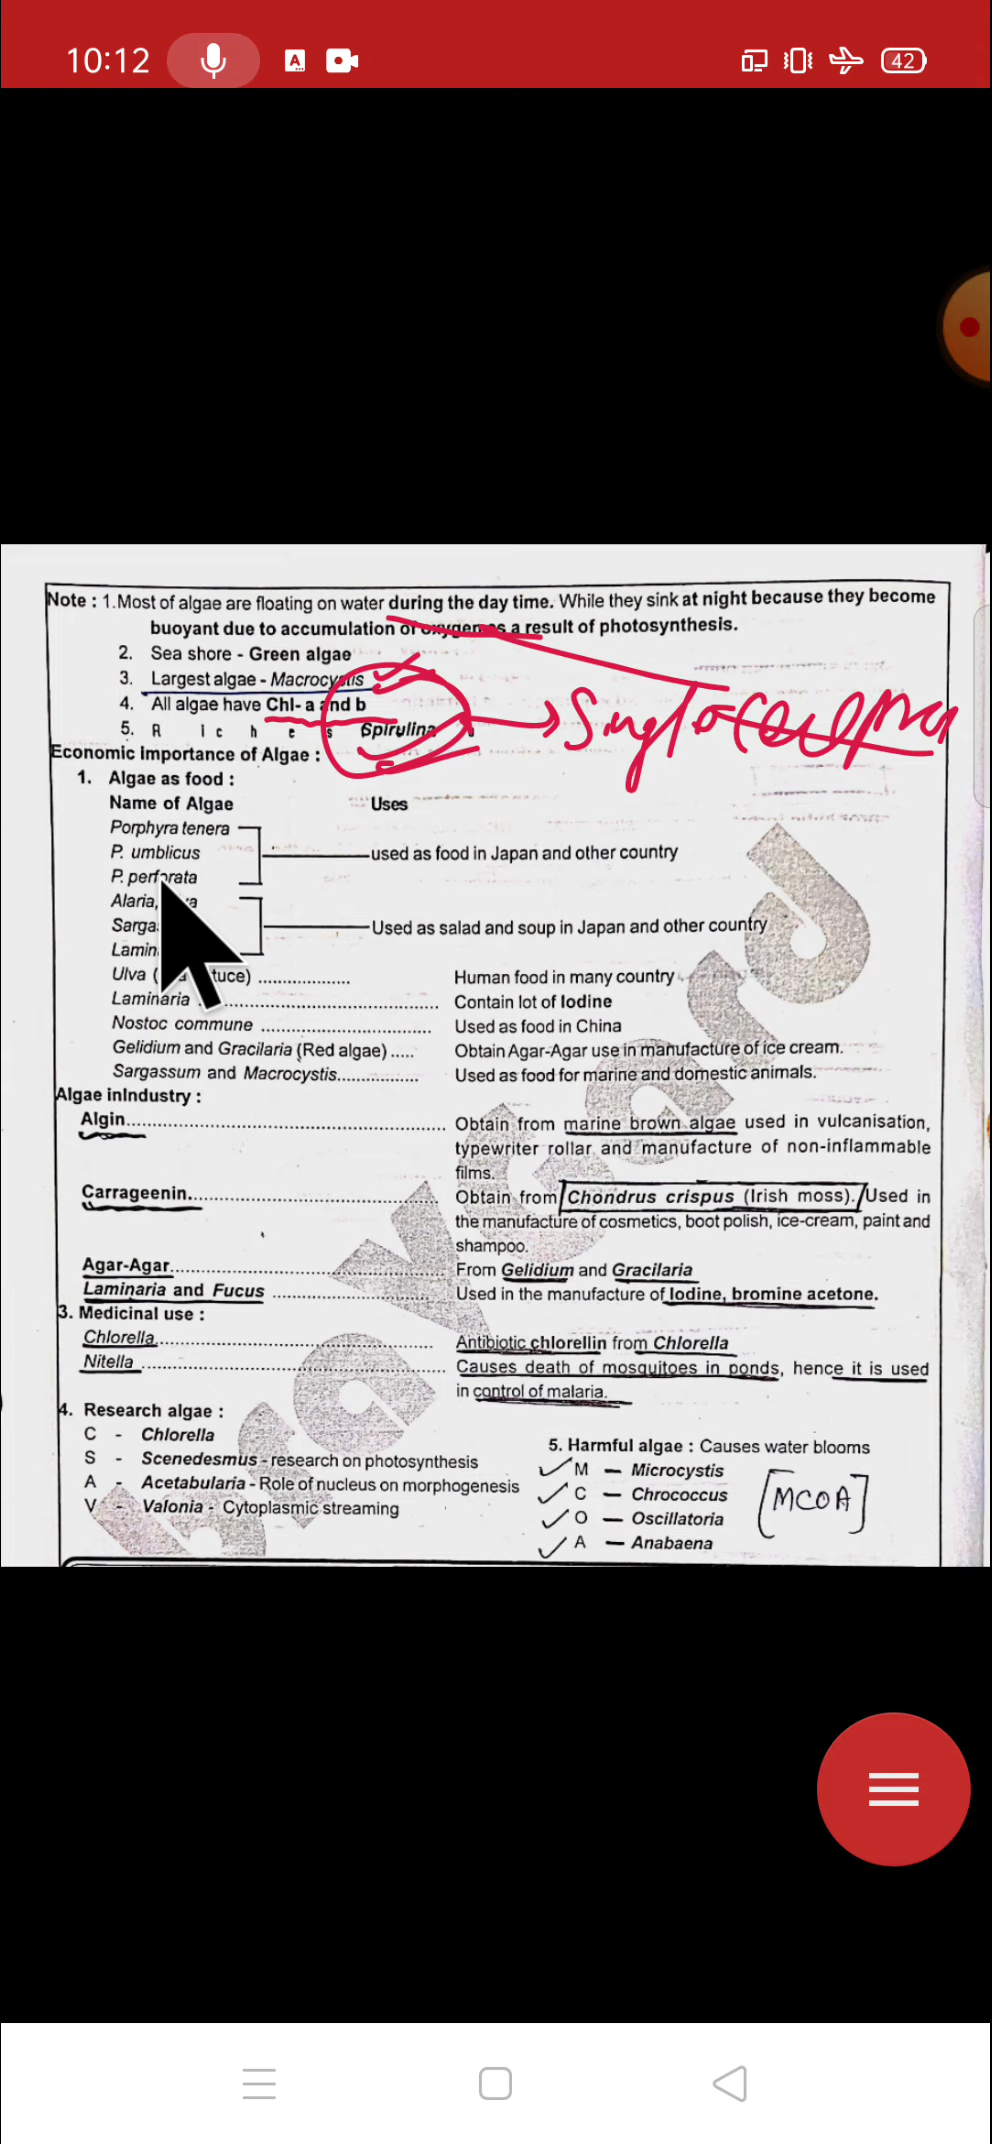 10:12
A
42
Note : 1.Most of algae are floating on water during the day time. While they sink at night because they become
buoyant due to accumulation of oxygen as a result of photosynthesis.
2. Sea shore - Green algae
3. Largest algae - Macrocystis
4. All algae have Chl- a and b
5. R i c h e s Spirulina
Economic Importance of Algae :
1. Algae as food :
Name of Algae Uses
Porphyra tenera
P. umblicus used as food in Japan and other country
P. perforata
Alaria,
Used as salad and soup in Japan and other country
Ulva ( tuce) .................. Human food in many country
Laminaria .................. Contain lot of Iodine
Nostoc commune .................. Used as food in China
Gelidium and Gracilaria (Red algae) ..... Obtain Agar-Agar use in manufacture of ice cream.
Sargassum and Macrocystis................ Used as food for marine and domestic animals.
Algae inIndustry :
Algin.................. Obtain from marine brown algae used in vulcanisation,
typewriter rollar and manufacture of non-inflammable
films.
Carrageenin.................. Obtain from Chondrus crispus (Irish moss). Used in
the manufacture of cosmetics, boot polish, ice-cream, paint and
shampoo.
Agar-Agar.................. From Gelidium and Gracilaria
Laminaria and Fucus .................. Used in the manufacture of Iodine, bromine acetone.
3. Medicinal use :
Chlorella.................. Antibiotic chlorellin from Chlorella
Nitella .................. Causes death of mosquitoes in ponds, hence it is used
in control of malaria.
4. Research algae :
C - Chlorella
S - Scenedesmus - research on photosynthesis
A - Acetabularia - Role of nucleus on morphogenesis
V - Valonia - Cytoplasmic streaming
5. Harmful algae : Causes water blooms
M — Microcystis
C — Chrococcus
O — Oscillatoria
A — Anabaena
[MCOA]